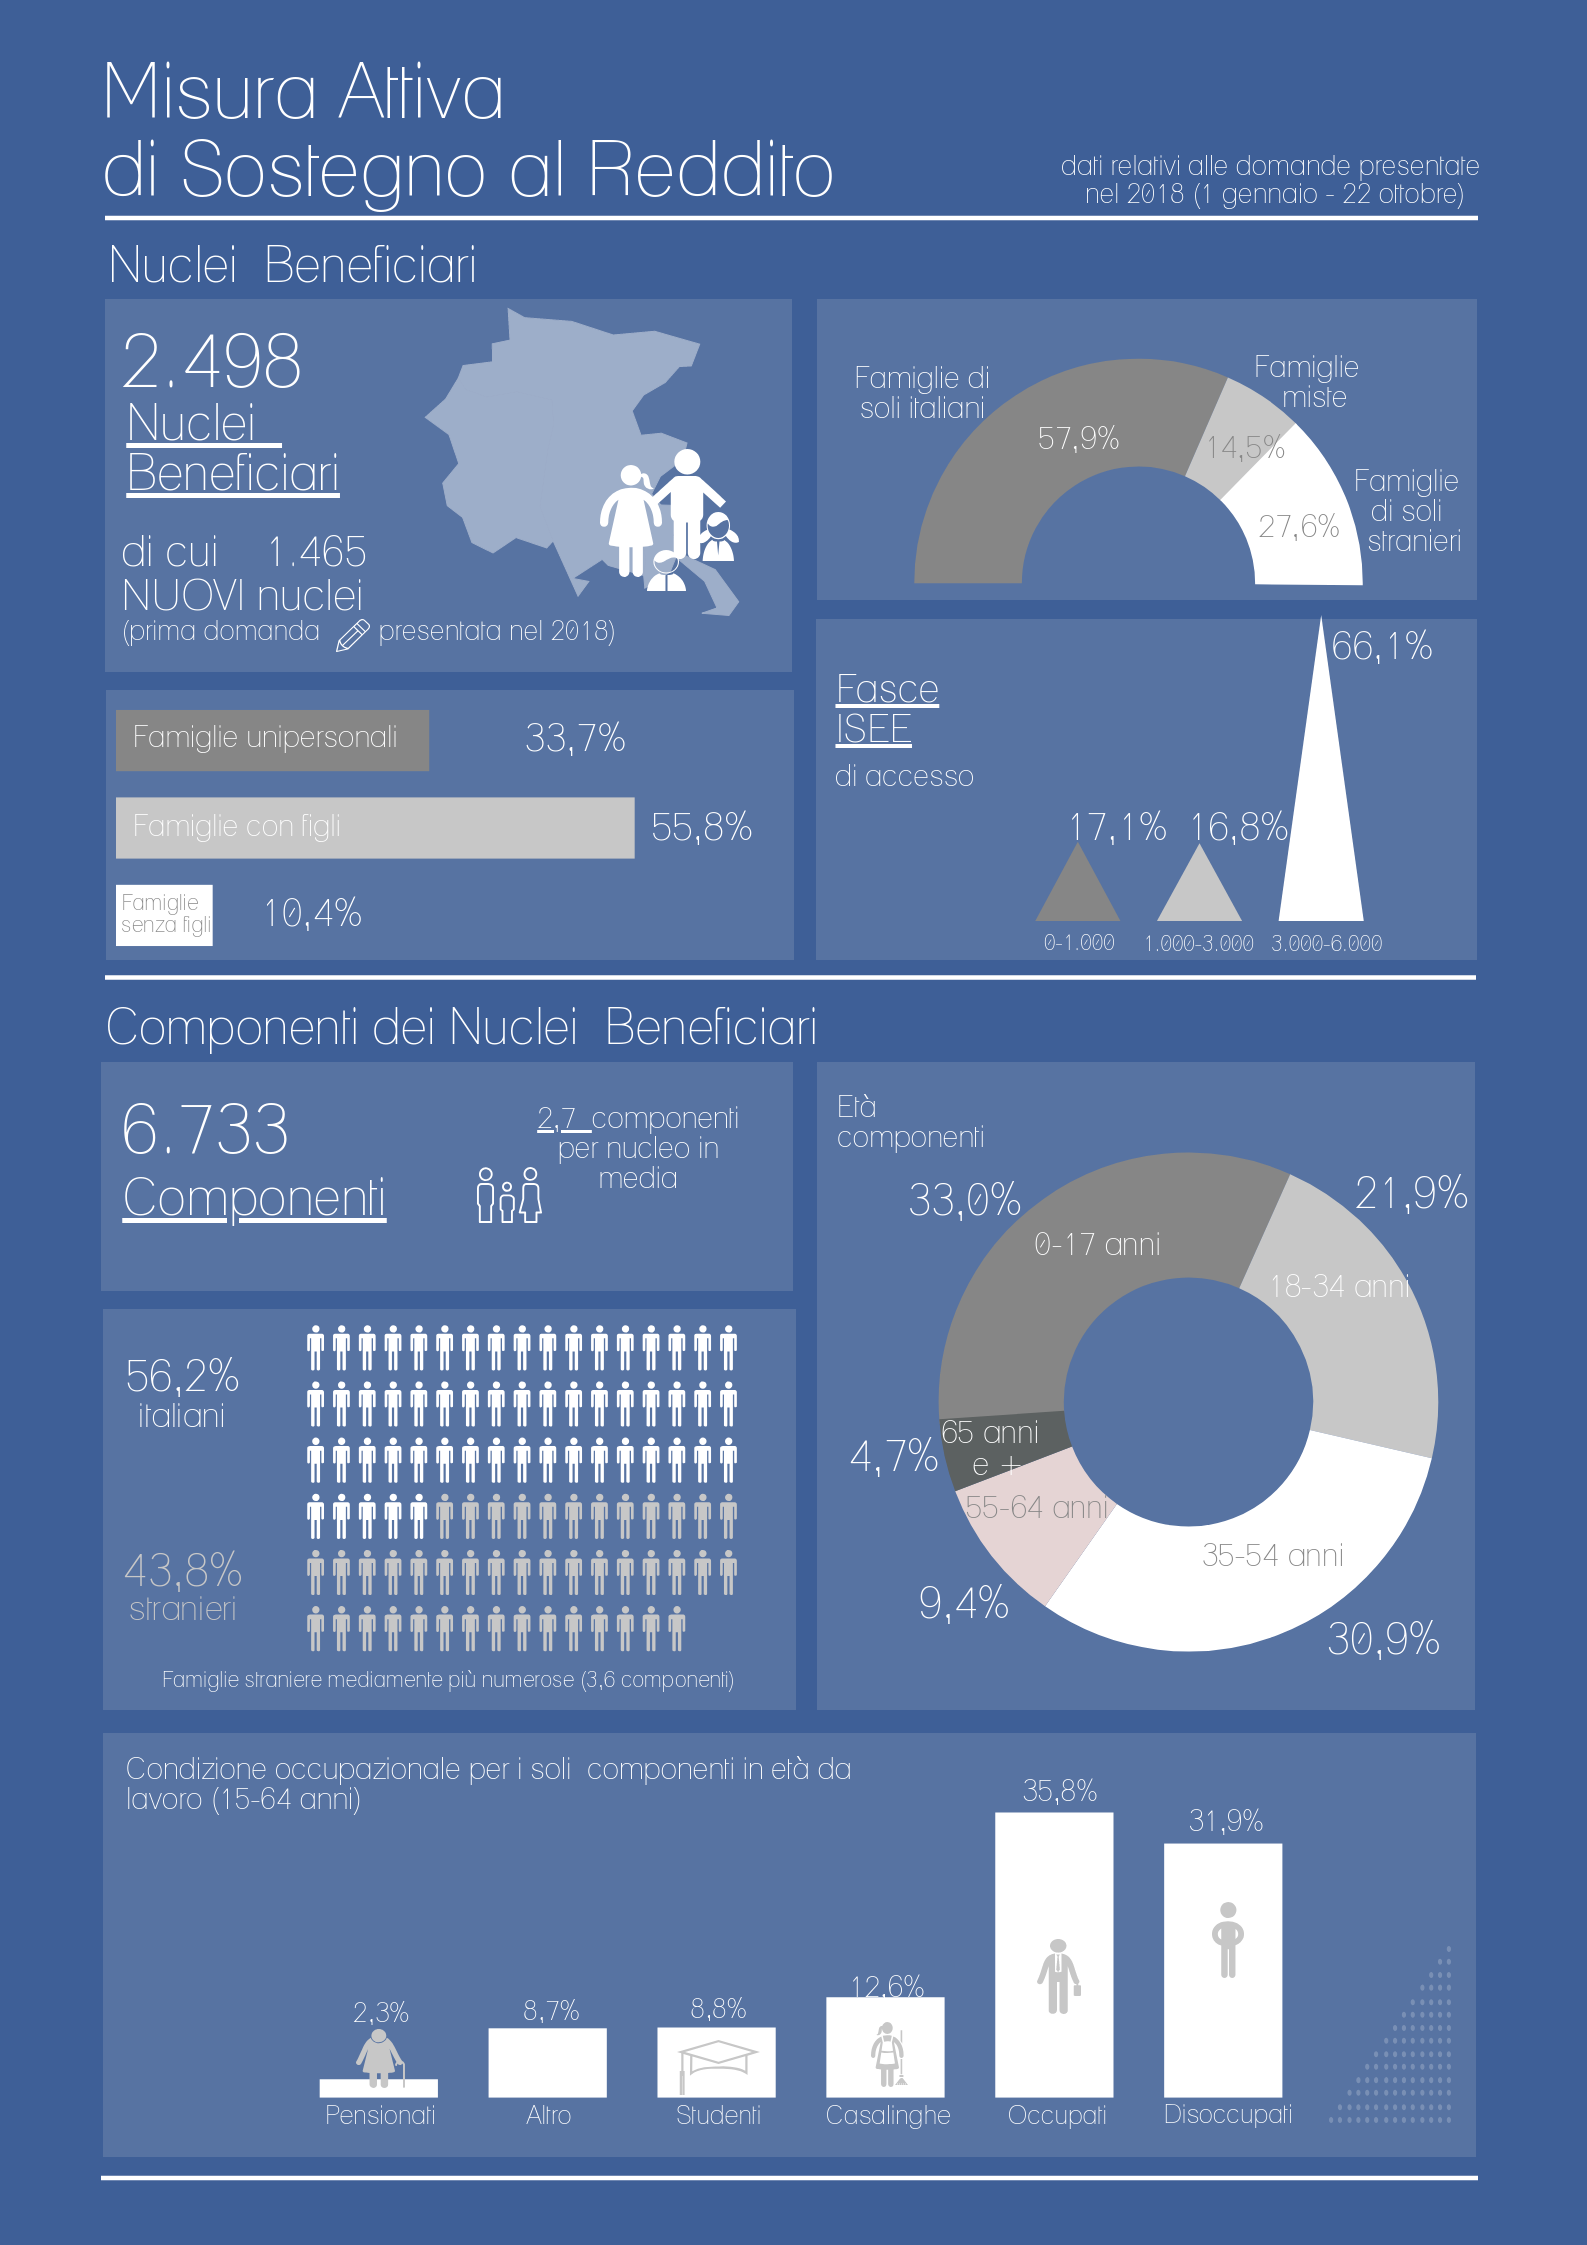 Misura Attiva
di Sostegno al Reddito
dati relativi alle domande presentate
nel 2018 (1 gennaio - 22 ottobre)
Nuclei Beneficiari
2.498
Nuclei
Beneficiari
di cui 1.465
NUOVI nuclei
(prima domanda presentata nel 2018)
Famiglie di
soli italiani
57,9%
Famiglie
miste
14,5%
Famiglie
di soli
stranieri
27,6%
Famiglie unipersonali 33,7%
Famiglie con figli 55,8%
Famiglie
senza figli
10,4%
Fasce
ISEE
di accesso
66,1%
17,1% 16,8%
0-1.000 1.000-3.000 3.000-6.000
Componenti dei Nuclei Beneficiari
6.733
Componenti
2,7 componenti
per nucleo in
media
56,2%
italiani
43,8%
stranieri
Famiglie straniere mediamente più numerose (3,6 componenti)
Età
componenti
33,0%
0-17 anni
21,9%
18-34 anni
4,7%
65 anni
e +
55-64 anni
9,4%
35-54 anni
30,9%
Condizione occupazionale per i soli componenti in età da
lavoro (15-64 anni)
2,3% 8,7% 8,8% 12,6% 35,8% 31,9%
Pensionati Altro Studenti Casalinghe Occupati Disoccupati